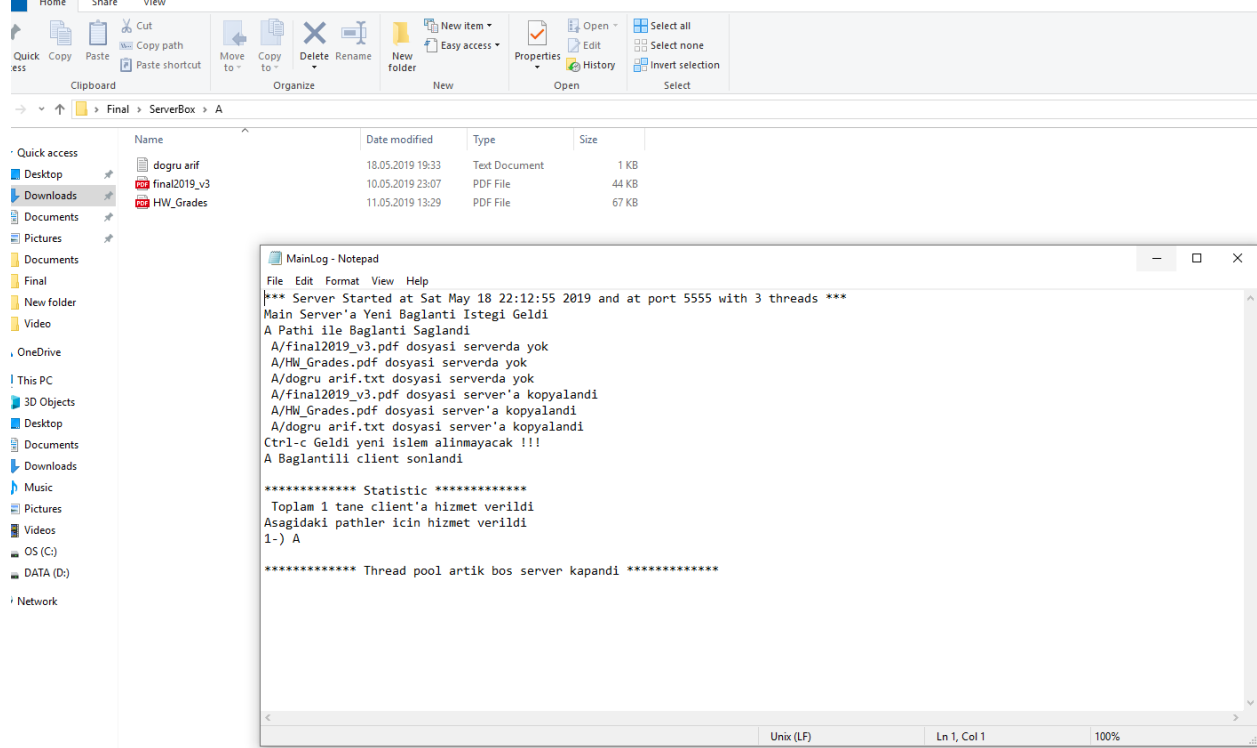 Home Share View
Cut
Copy path
Paste shortcut
Quick
Copy
Paste
Move to
Copy to
Delete
Rename
New folder
New item
Easy access
Properties
Open
Edit
History
Select all
Select none
Invert selection
Clipboard
Organize
New
Open
Select
Final > ServerBox > A
Name Date modified Type Size
dogru arif 18.05.2019 19:33 Text Document 1 KB
final2019_v3 10.05.2019 23:07 PDF File 44 KB
HW_Grades 11.05.2019 13:29 PDF File 67 KB
Quick access
Desktop
Downloads
Documents
Pictures
Documents
Final
New folder
Video
OneDrive
This PC
3D Objects
Desktop
Documents
Downloads
Music
Pictures
Videos
OS (C:)
DATA (D:)
Network
MainLog - Notepad
File Edit Format View Help
*** Server Started at Sat May 18 22:12:55 2019 and at port 5555 with 3 threads ***
Main Server'a Yeni Baglanti Istegi Geldi
A Pathi ile Baglanti Saglandi
A/final2019_v3.pdf dosyasi serverda yok
A/HW_Grades.pdf dosyasi serverda yok
A/dogru arif.txt dosyasi serverda yok
A/final2019_v3.pdf dosyasi server'a kopyalandi
A/HW_Grades.pdf dosyasi server'a kopyalandi
A/dogru arif.txt dosyasi server'a kopyalandi
Ctrl-c Geldi yeni islem alinmayacak !!!
A Baglantili client sonlandi
************* Statistic *************
Toplam 1 tane client'a hizmet verildi
Asagidaki pathler icin hizmet verildi
1-) A
************* Thread pool artik bos server kapandi *************
Unix (LF) Ln 1, Col 1 100%